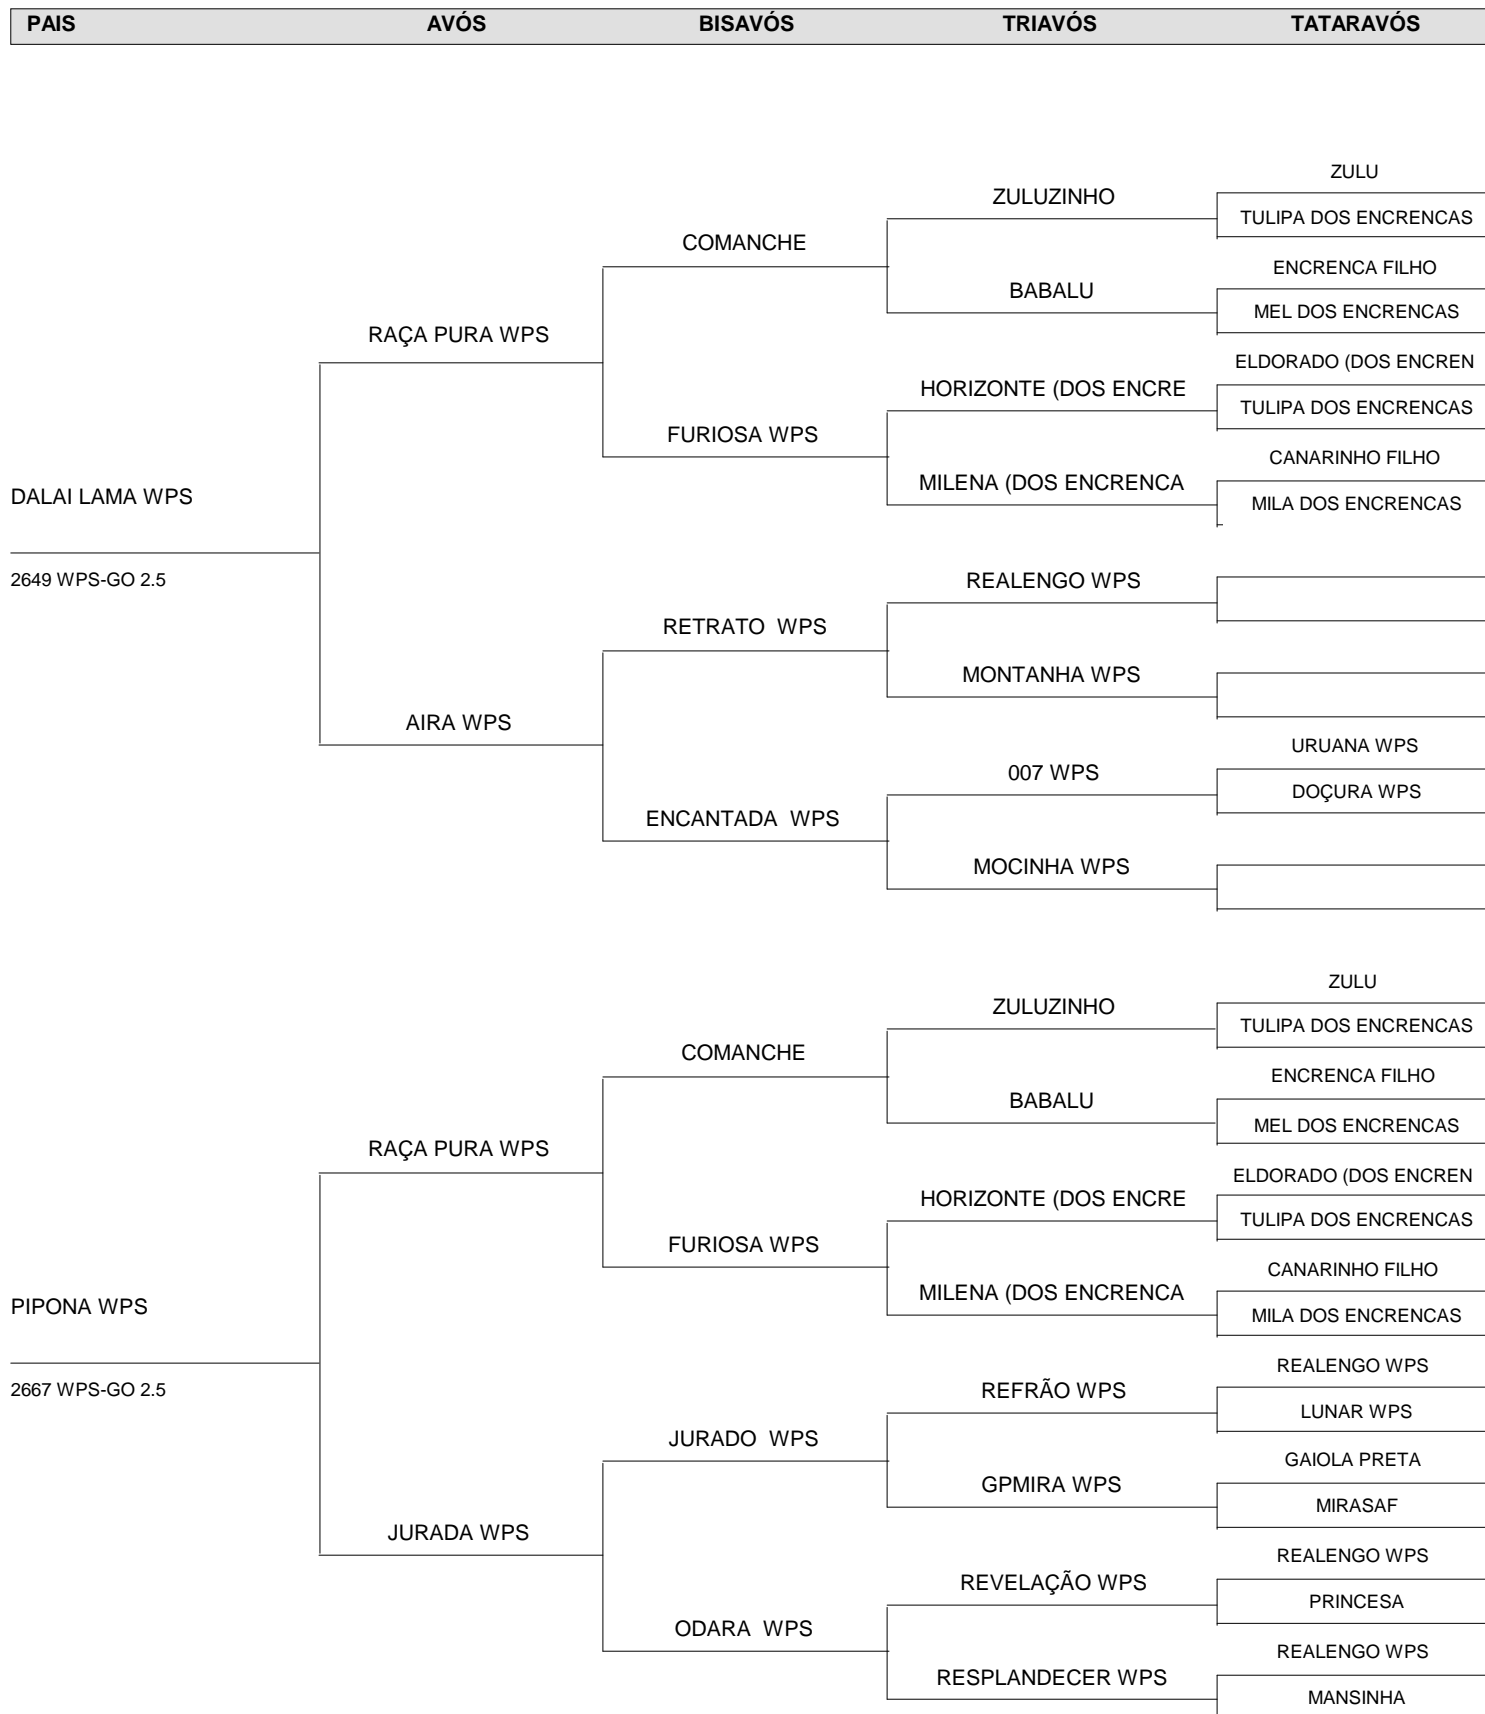 PAIS AVÓS BISAVÓS TRIAVÓS TATARAVÓS
ZULU
ZULUZINHO
TULIPA DOS ENCRENCAS
COMANCHE
ENCRENCA FILHO
BABALU
MEL DOS ENCRENCAS
RAÇA PURA WPS
ELDORADO (DOS ENCREN
HORIZONTE (DOS ENCRE
TULIPA DOS ENCRENCAS
FURIOSA WPS
CANARINHO FILHO
MILENA (DOS ENCRENCA
DALAI LAMA WPS
MILA DOS ENCRENCAS
2649 WPS-GO 2.5
REALENGO WPS
RETRATO WPS
MONTANHA WPS
AIRA WPS
URUANA WPS
007 WPS
DOÇURA WPS
ENCANTADA WPS
MOCINHA WPS
ZULU
ZULUZINHO
TULIPA DOS ENCRENCAS
COMANCHE
ENCRENCA FILHO
BABALU
MEL DOS ENCRENCAS
RAÇA PURA WPS
ELDORADO (DOS ENCREN
HORIZONTE (DOS ENCRE
TULIPA DOS ENCRENCAS
FURIOSA WPS
CANARINHO FILHO
MILENA (DOS ENCRENCA
PIPONA WPS
MILA DOS ENCRENCAS
REALENGO WPS
2667 WPS-GO 2.5
REFRÃO WPS
LUNAR WPS
JURADO WPS
GAIOLA PRETA
GPMIRA WPS
MIRASAF
JURADA WPS
REALENGO WPS
REVELAÇÃO WPS
PRINCESA
ODARA WPS
REALENGO WPS
RESPLANDECER WPS
MANSINHA